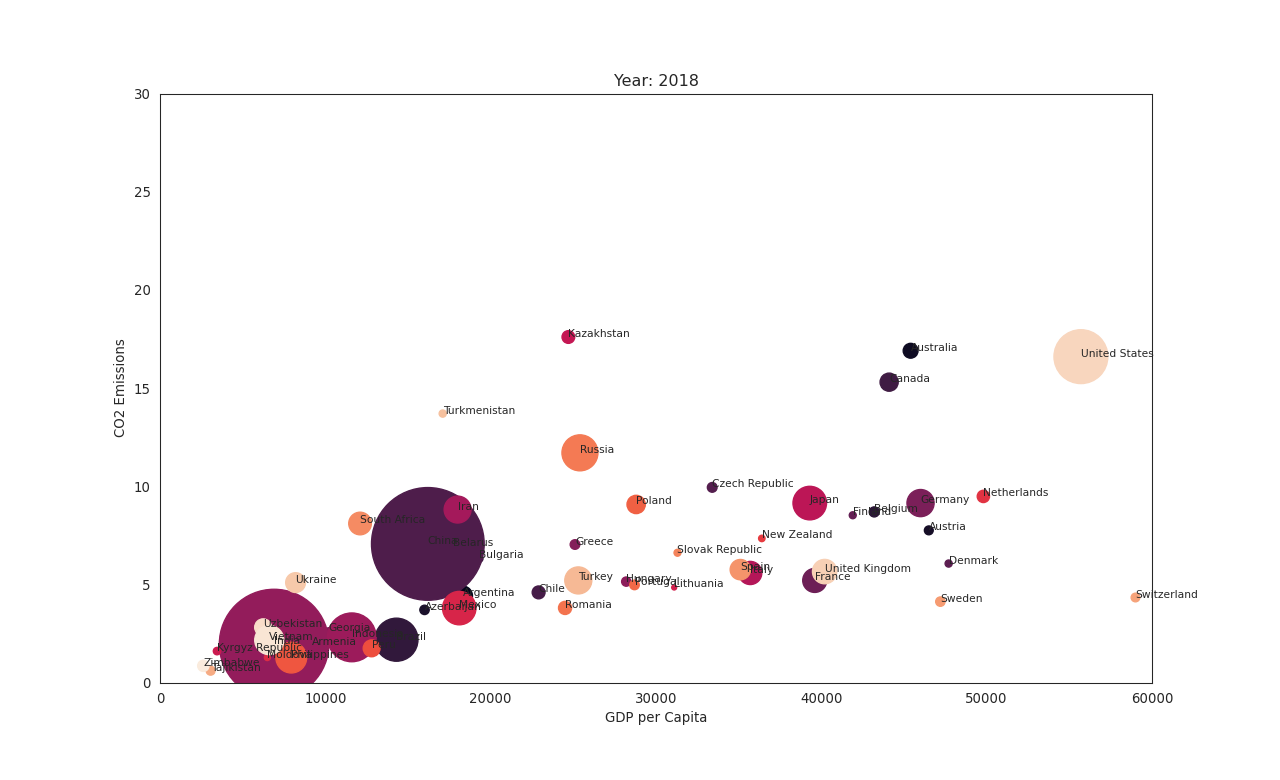 Year: 2018
30
25
20
15
10
5
0
CO2 Emissions
Kazakhstan
Australia
United States
Canada
Turkmenistan
Russia
Czech Republic
Poland
Japan
Germany
Netherlands
Iran
South Africa
Finland
Belgium
Austria
New Zealand
China
Belarus
Greece
Bulgaria
Slovak Republic
Denmark
Ukraine
Turkey
Hungary
Portugal
Lithuania
Spain
Italy
France
United Kingdom
Argentina
Chile
Switzerland
Azerbaijan
Mexico
Romania
Sweden
Uzbekistan
Georgia
Vietnam
India
Armenia
Kyrgyz Republic
Moldova
Philippines
Zimbabwe
Tajikistan
0 10000 20000 30000 40000 50000 60000
GDP per Capita